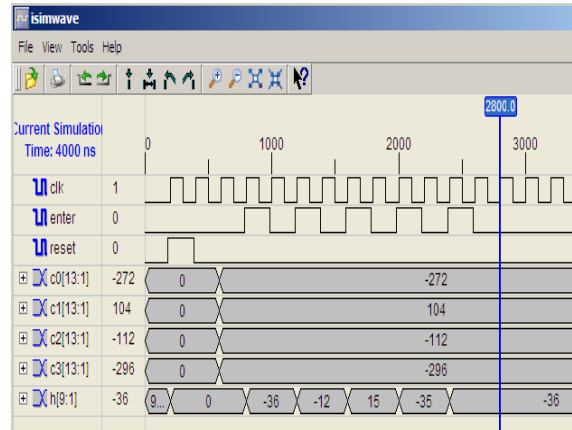 isimwave
File View Tools Help
2800.0
Current Simulatio
Time: 4000 ns
0 1000 2000 3000
clk 1
enter 0
reset 0
c0[13:1] -272 0 -272
c1[13:1] 104 0 104
c2[13:1] -112 0 -112
c3[13:1] -296 0 -296
h[9:1] -36 9... 0 -36 -12 15 -35 -36